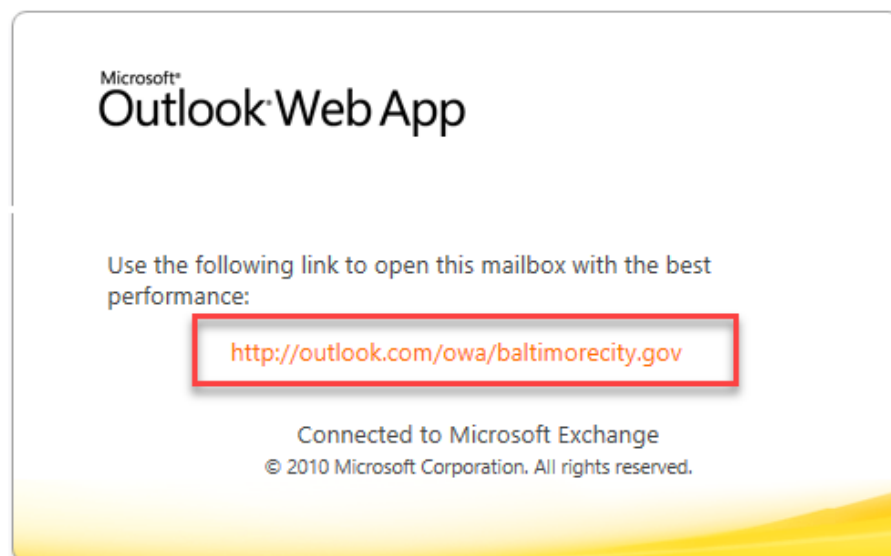 Microsoft®
Outlook® Web App
Use the following link to open this mailbox with the best
performance:
http://outlook.com/owa/baltimorecity.gov
Connected to Microsoft Exchange
© 2010 Microsoft Corporation. All rights reserved.